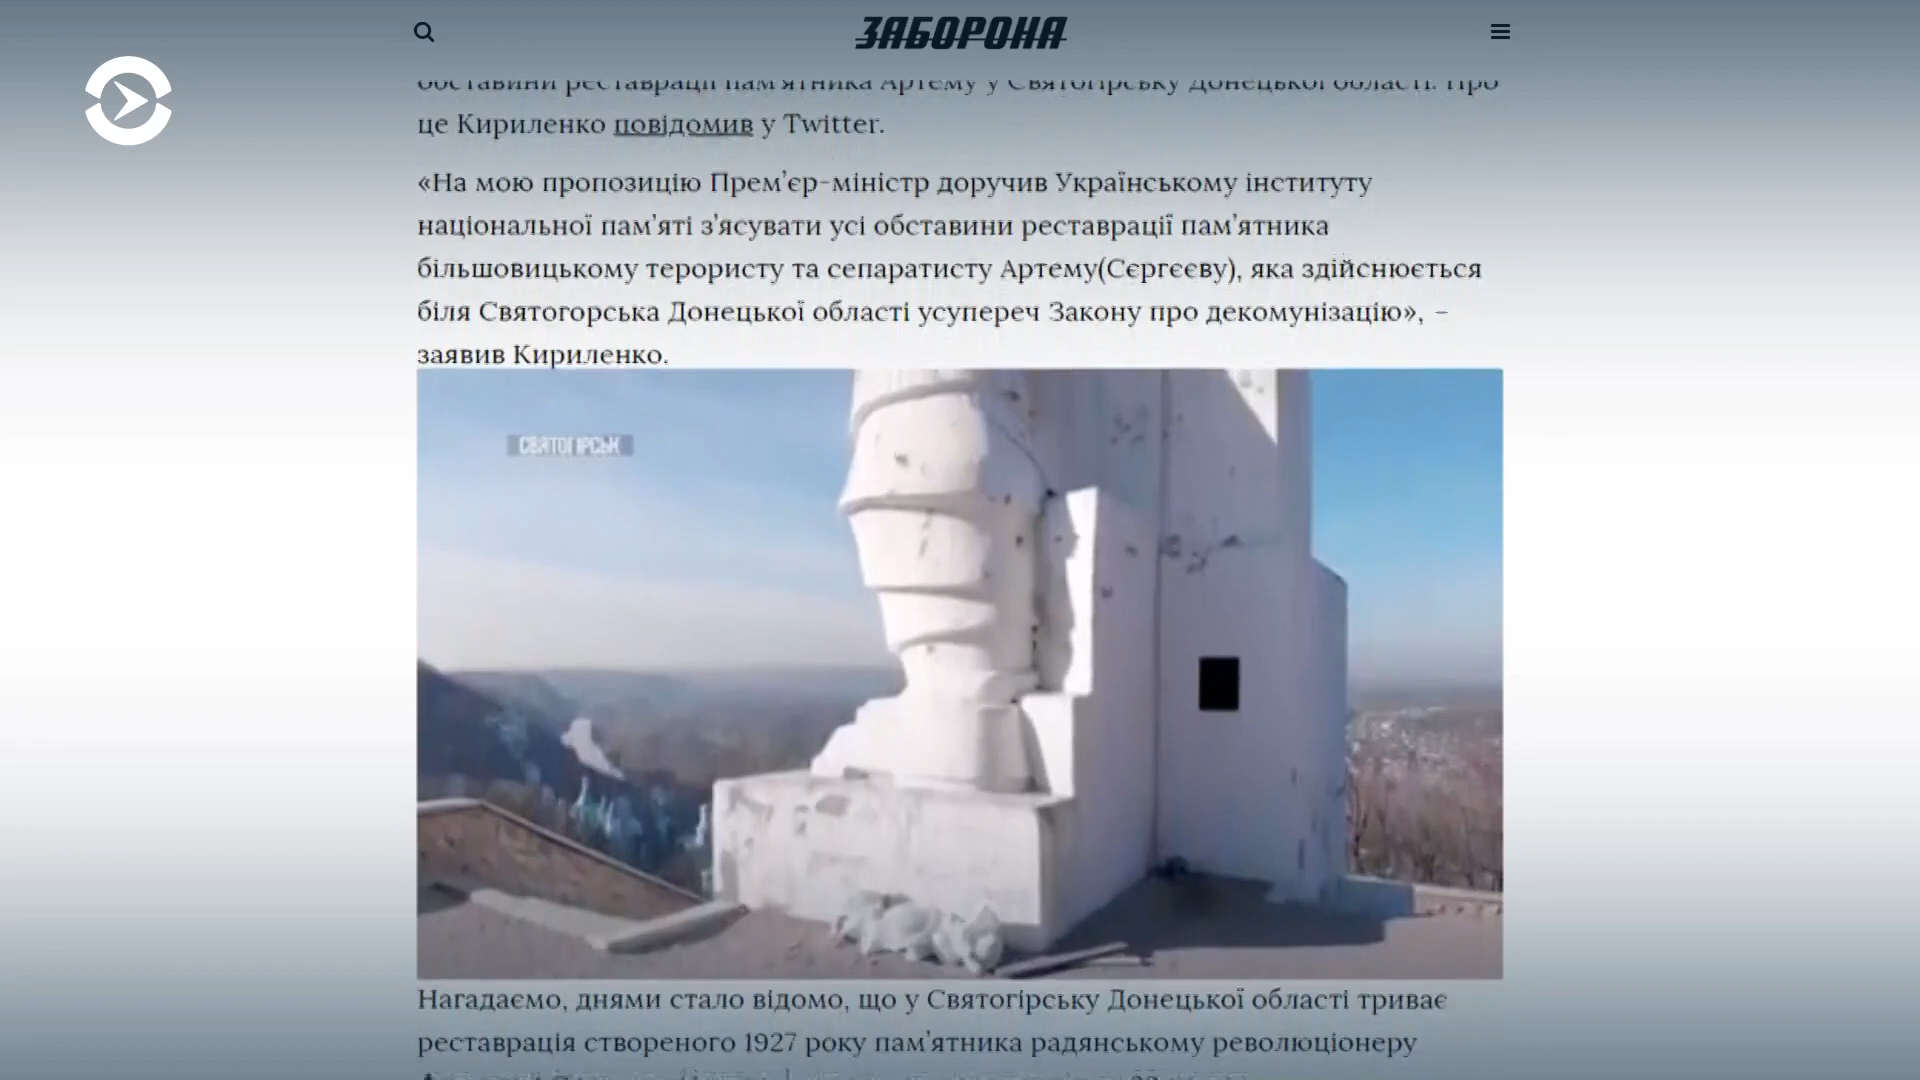 ЗАБОРОНА
обставини реставрації пам'ятника Артему у Святогірську Донецької області. Про
це Кириленко повідомив у Twitter.
«На мою пропозицію Прем’єр-міністр доручив Українському інституту
національної пам’яті з’ясувати усі обставини реставрації пам’ятника
більшовицькому терористу та сепаратисту Артему(Сєргєєву), яка здійснюється
біля Святогорська Донецької області усупереч Закону про декомунізацію», –
заявив Кириленко.
СВЯТОГІРСЬК
Нагадаємо, днями стало відомо, що у Святогірську Донецької області триває
реставрація створеного 1927 року пам’ятника радянському революціонеру